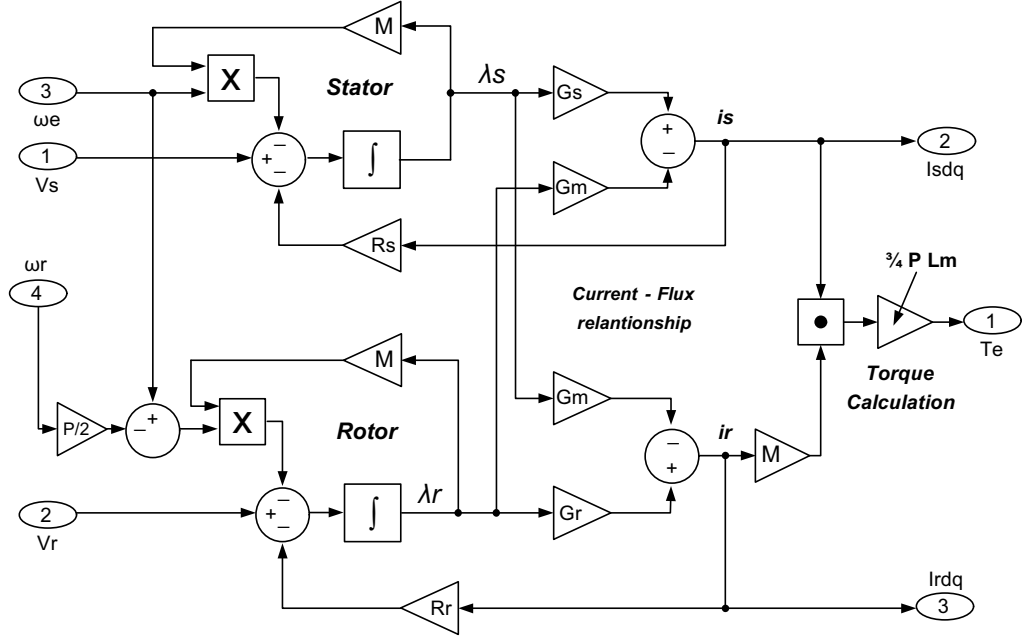 M
3
ωe
X
Stator
λs
Gs
+
−
is
2
Isdq
1
Vs
+
−
−
∫
Gm
Rs
ωr
4
Current - Flux
relantionship
¾ P Lm
•
1
Te
Torque
Calculation
M
P/2
−
+
X
Rotor
Gm
−
+
ir
M
2
Vr
+
−
−
∫
λr
Gr
Rr
Irdq
3